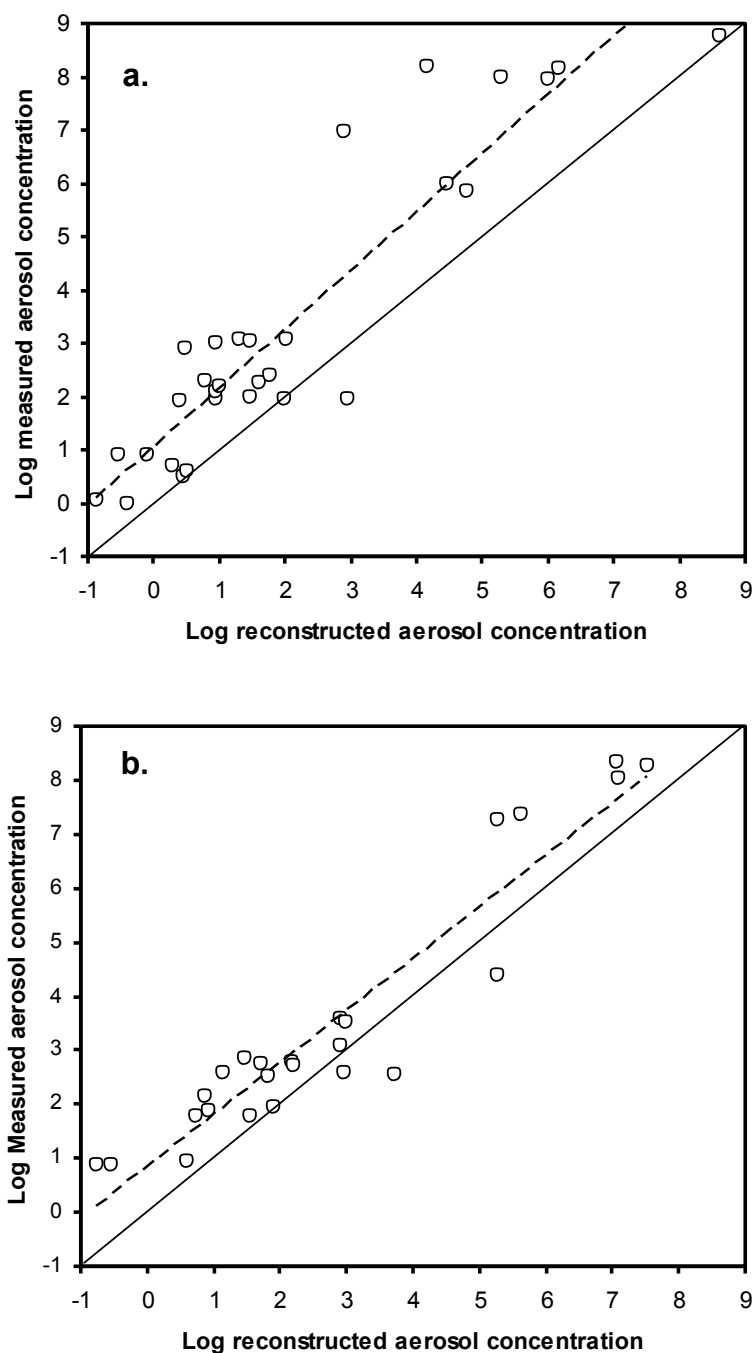 a.
9
8
7
6
5
4
3
2
1
0
-1
Log measured aerosol concentration
-1 0 1 2 3 4 5 6 7 8 9
Log reconstructed aerosol concentration
b.
9
8
7
6
5
4
3
2
1
0
-1
Log Measured aerosol concentration
-1 0 1 2 3 4 5 6 7 8 9
Log reconstructed aerosol concentration